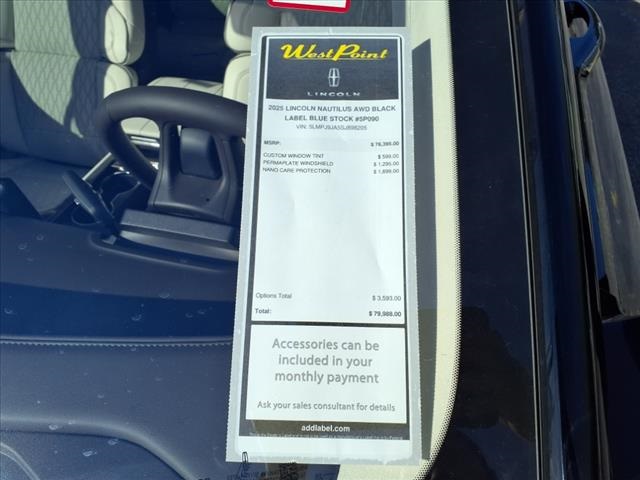 WestPoint
LINCOLN
2025 LINCOLN NAUTILUS AWD BLACK
LABEL BLUE STOCK #5P090
MSRP: $ 76,395.00
CUSTOM WINDOW TINT $ 599.00
PERMAPLATE WINDSHIELD $ 1,295.00
NANO CARE PROTECTION $ 1,699.00
Options Total $ 3,593.00
Total: $ 79,988.00
Accessories can be
included in your
monthly payment
Ask your sales consultant for details
addlabel.com